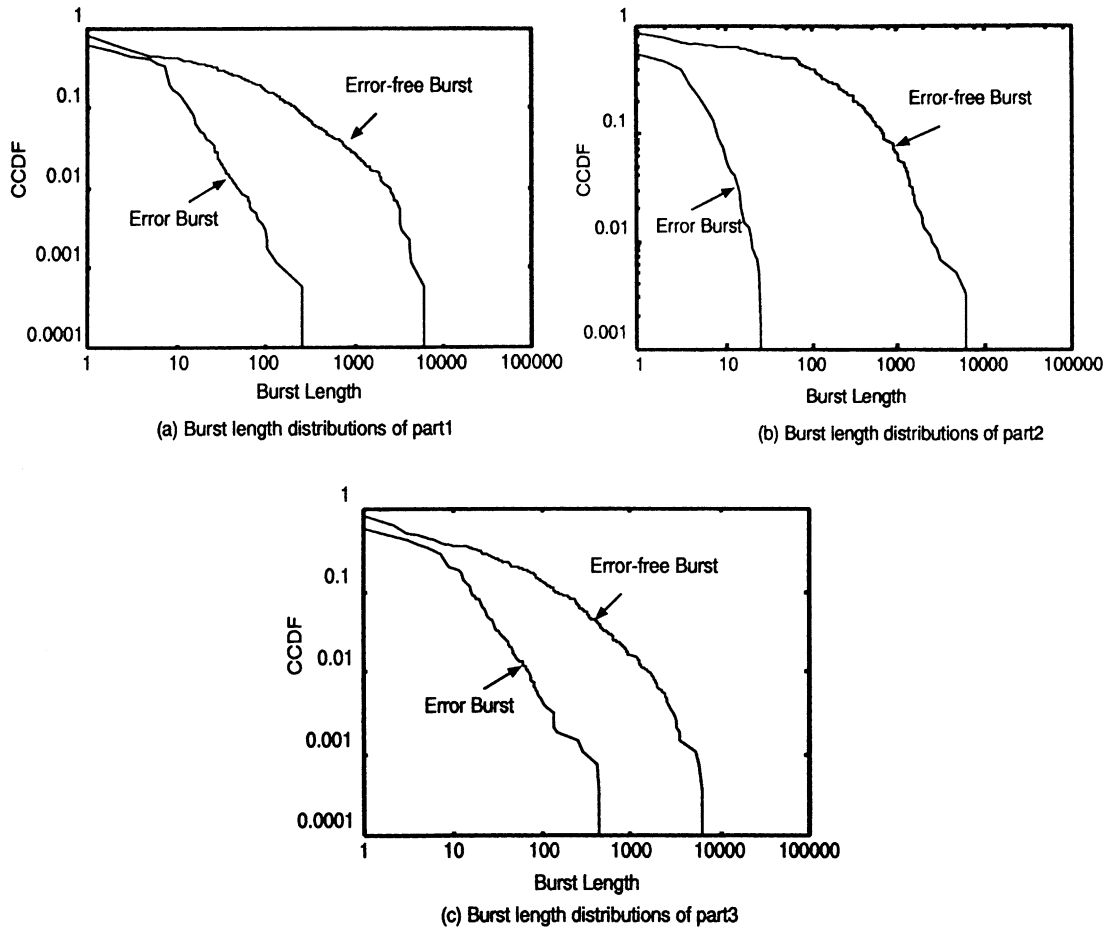 1
0.1
0.01
0.001
0.0001
CCDF
Error-free Burst
Error Burst
1 10 100 1000 10000 100000
Burst Length
(a) Burst length distributions of part1
1
0.1
0.01
0.001
CCDF
Error-free Burst
Error Burst
1 10 100 1000 10000 100000
Burst Length
(b) Burst length distributions of part2
1
0.1
0.01
0.001
0.0001
CCDF
Error-free Burst
Error Burst
1 10 100 1000 10000 100000
Burst Length
(c) Burst length distributions of part3